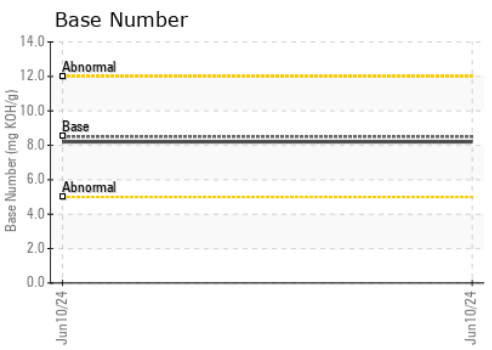 Base Number
Base Number (mg KOH/g)
14.0
12.0
10.0
8.0
6.0
4.0
2.0
0.0
Abnormal
Base
Abnormal
Jun10/24
Jun10/24